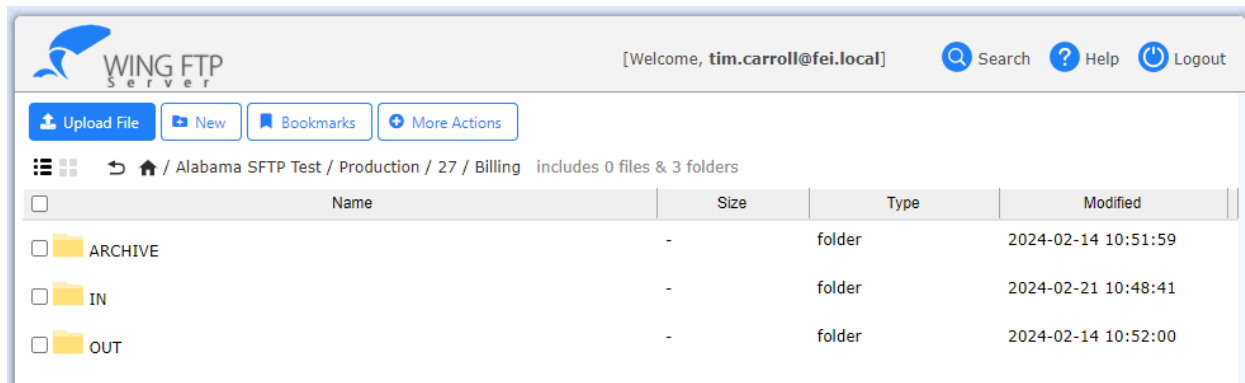 WING FTP
Server
[Welcome, tim.carroll@fei.local]
Search
? Help
Logout
Upload File
New
Bookmarks
More Actions
/ Alabama SFTP Test / Production / 27 / Billing includes 0 files & 3 folders
Name Size Type Modified
ARCHIVE - folder 2024-02-14 10:51:59
IN - folder 2024-02-21 10:48:41
OUT - folder 2024-02-14 10:52:00